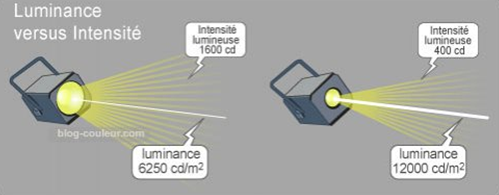 Luminance
versus Intensité
Intensité
lumineuse
1600 cd
Intensité
lumineuse
400 cd
blog-couleur.com
luminance
6250 cd/m²
luminance
12000 cd/m²